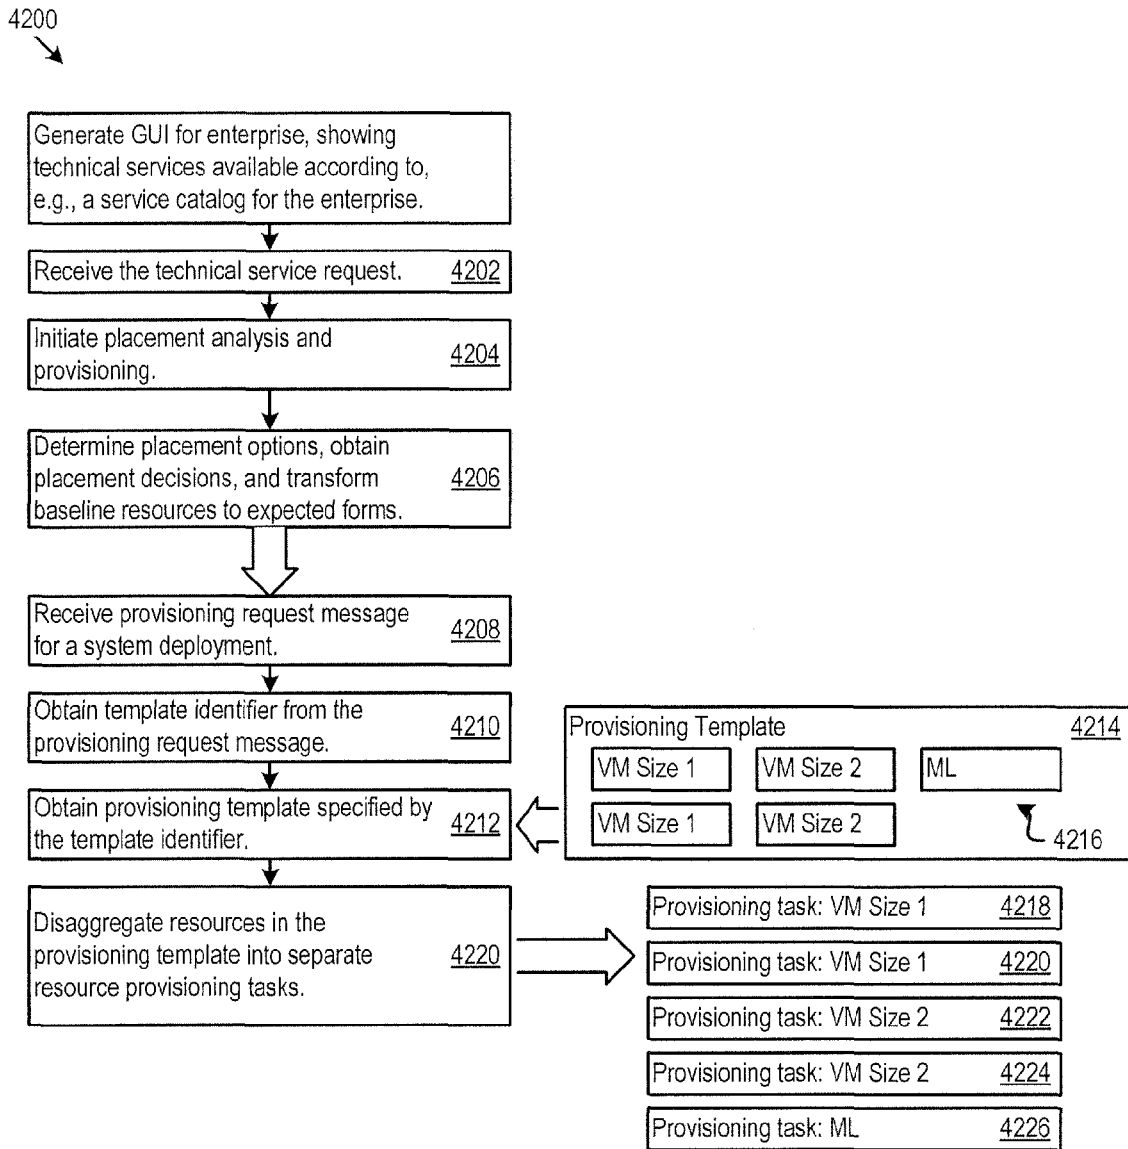 4200
Generate GUI for enterprise, showing
technical services available according to,
e.g., a service catalog for the enterprise.
Receive the technical service request. 4202
Initiate placement analysis and
provisioning.
4204
Determine placement options, obtain
placement decisions, and transform
baseline resources to expected forms.
4206
Receive provisioning request message
for a system deployment.
4208
Obtain template identifier from the
provisioning request message.
4210
Obtain provisioning template specified by
the template identifier.
4212
Provisioning Template 4214
VM Size 1 VM Size 2 ML
VM Size 1 VM Size 2
4216
Disaggregate resources in the
provisioning template into separate
resource provisioning tasks.
4220
Provisioning task: VM Size 1 4218
Provisioning task: VM Size 1 4220
Provisioning task: VM Size 2 4222
Provisioning task: VM Size 2 4224
Provisioning task: ML 4226